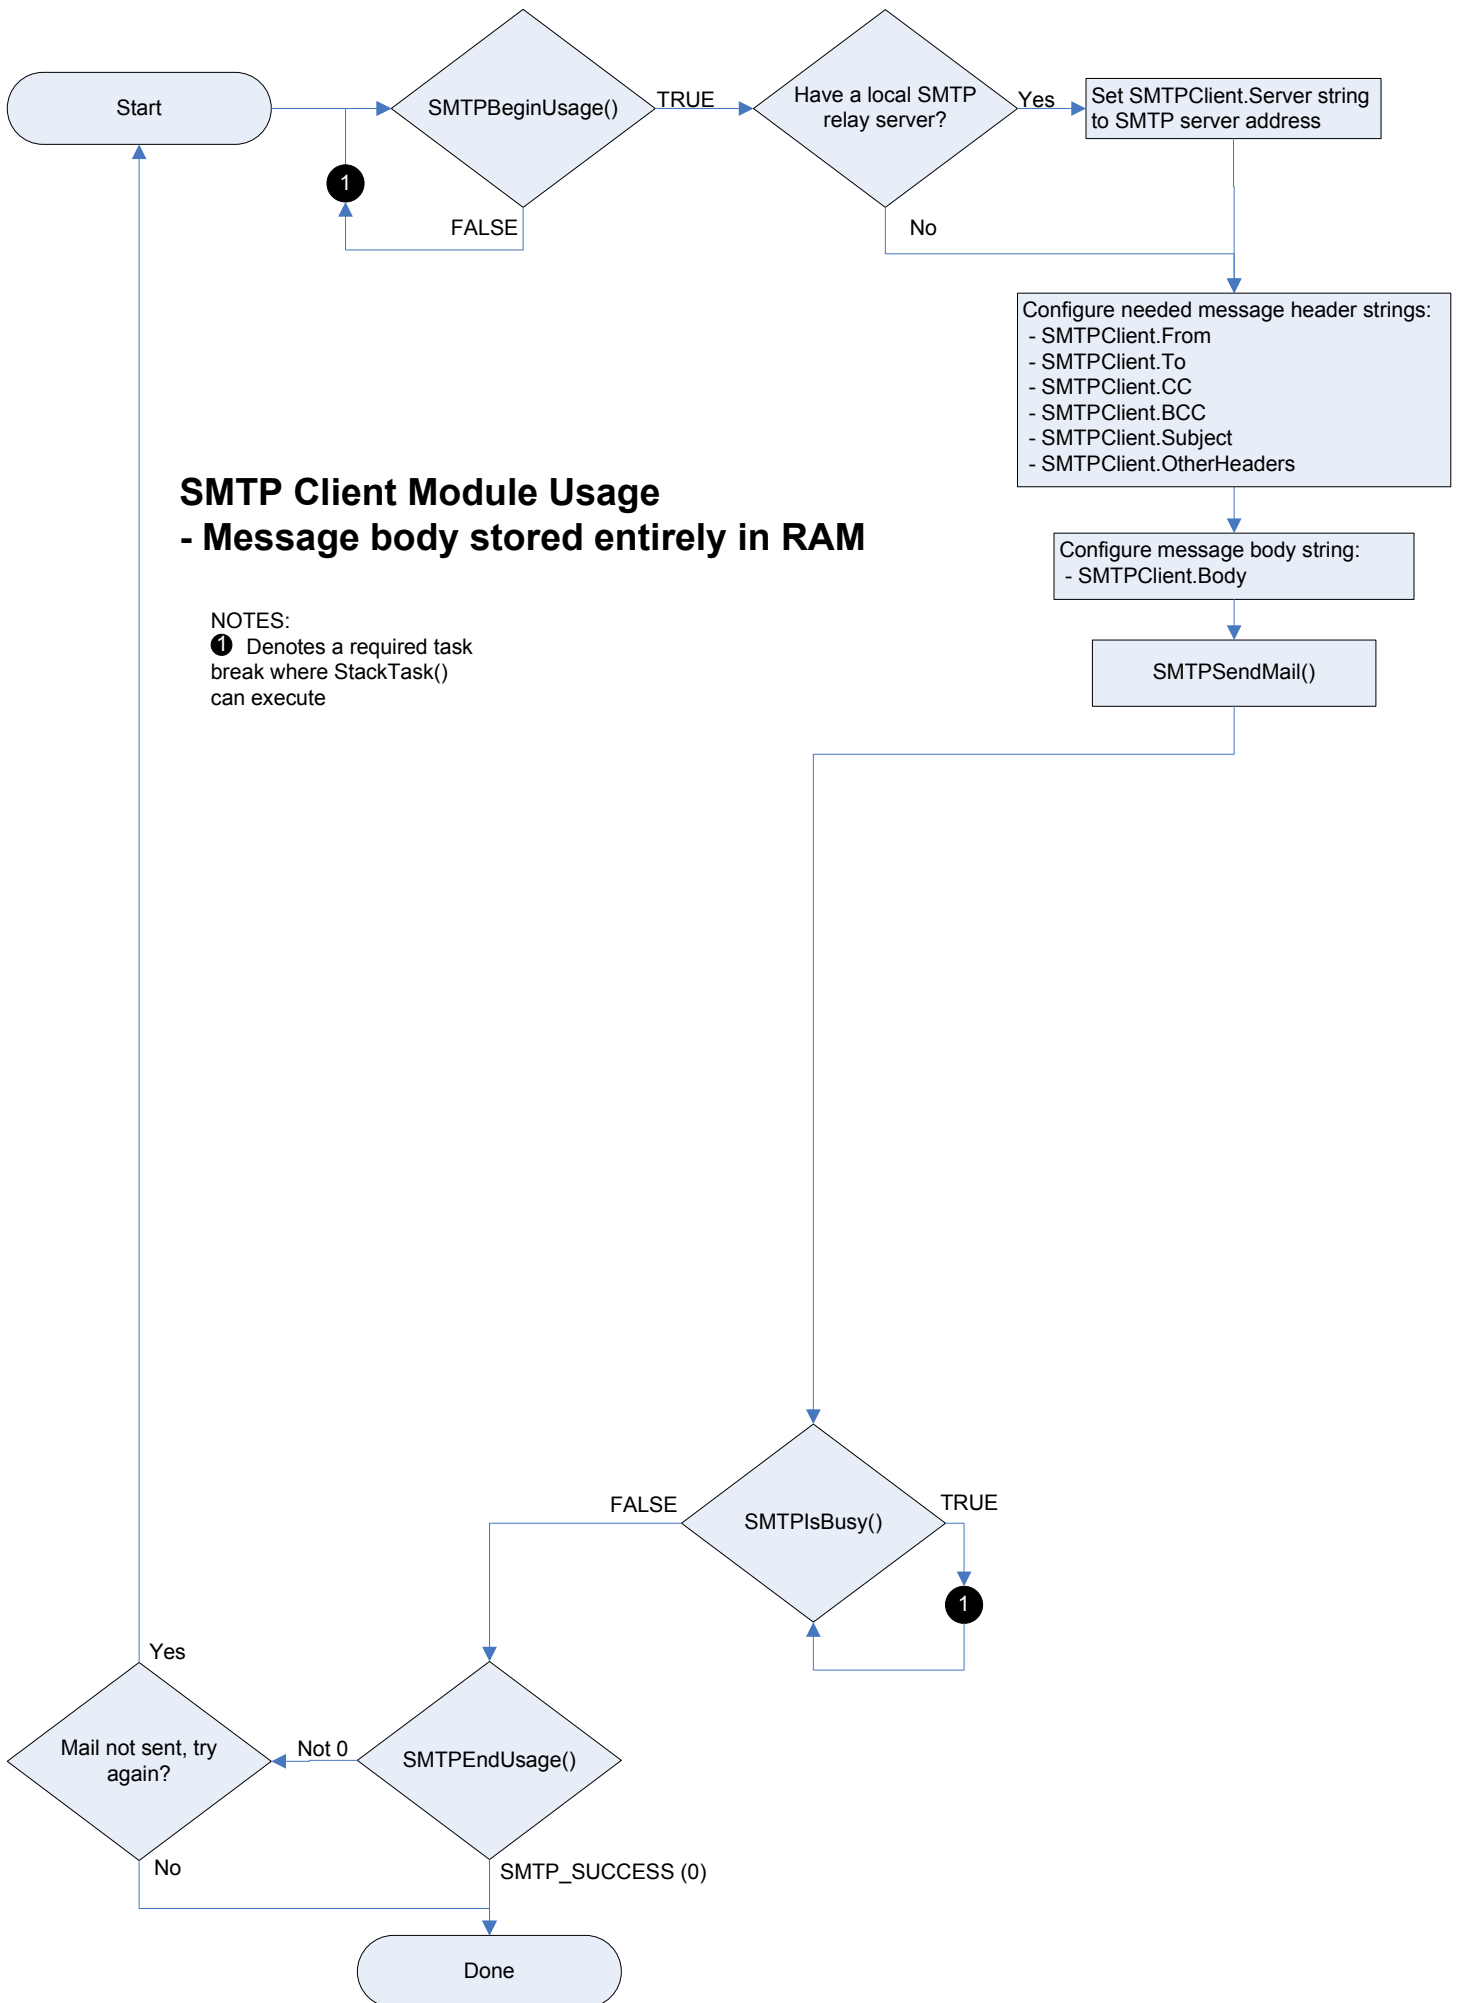 Start
SMTPBeginUsage()
TRUE
Have a local SMTP
relay server?
Yes
Set SMTPClient.Server string
to SMTP server address
1
FALSE
No
Configure needed message header strings:
- SMTPClient.From
- SMTPClient.To
- SMTPClient.CC
- SMTPClient.BCC
- SMTPClient.Subject
- SMTPClient.OtherHeaders
SMTP Client Module Usage
- Message body stored entirely in RAM
Configure message body string:
- SMTPClient.Body
NOTES:
1 Denotes a required task
break where StackTask()
can execute
SMTPSendMail()
FALSE
SMTPIsBusy()
TRUE
1
Yes
Mail not sent, try
again?
Not 0
SMTPEndUsage()
No
SMTP_SUCCESS (0)
Done